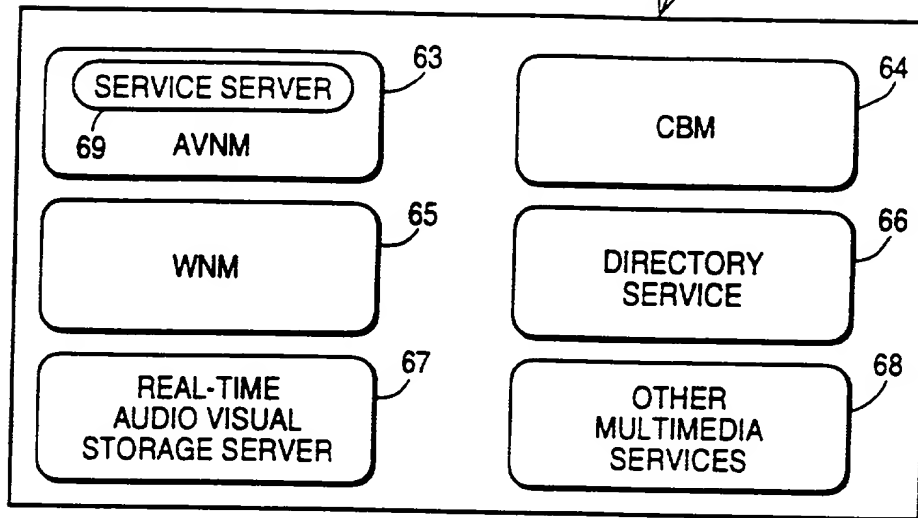 SERVICE SERVER
63
69
AVNM
64
CBM
65
WNM
66
DIRECTORY
SERVICE
67
REAL-TIME
AUDIO VISUAL
STORAGE SERVER
68
OTHER
MULTIMEDIA
SERVICES